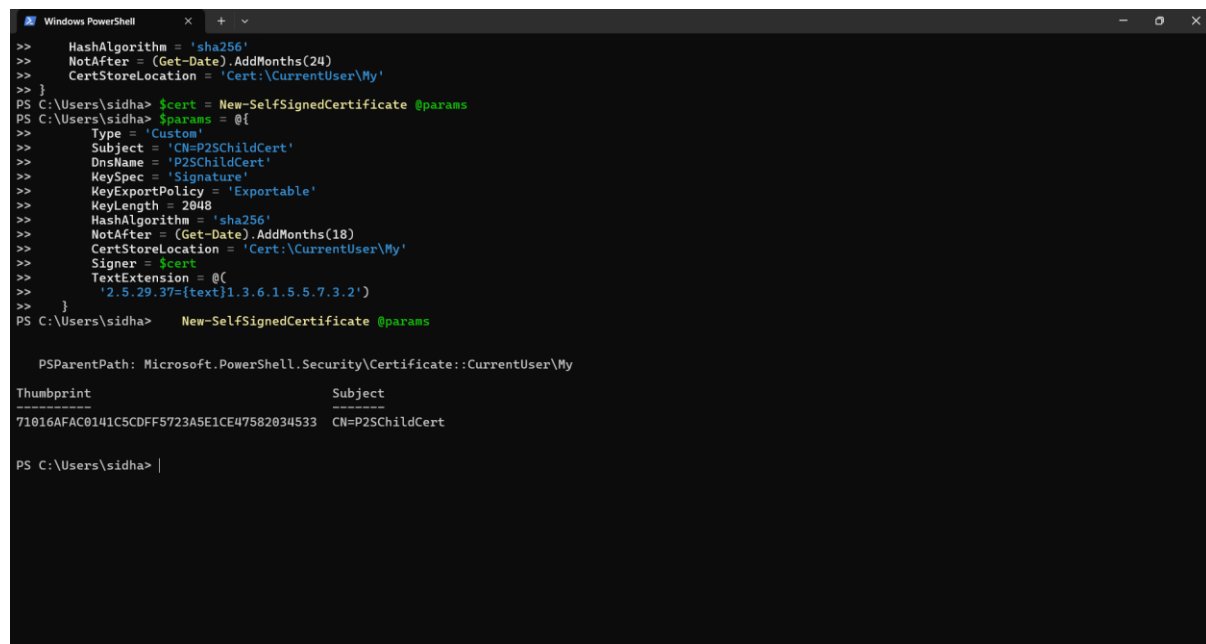 Windows PowerShell
>>     HashAlgorithm = 'sha256'
>>     NotAfter = (Get-Date).AddMonths(24)
>>     CertStoreLocation = 'Cert:\CurrentUser\My'
>> }
PS C:\Users\sidha> $cert = New-SelfSignedCertificate @params
PS C:\Users\sidha> $params = @{
>>        Type = 'Custom'
>>        Subject = 'CN=P2SChildCert'
>>        DnsName = 'P2SChildCert'
>>        KeySpec = 'Signature'
>>        KeyExportPolicy = 'Exportable'
>>        KeyLength = 2048
>>        HashAlgorithm = 'sha256'
>>        NotAfter = (Get-Date).AddMonths(18)
>>        CertStoreLocation = 'Cert:\CurrentUser\My'
>>        Signer = $cert
>>        TextExtension = @(
>>         '2.5.29.37={text}1.3.6.1.5.5.7.3.2')
>>    }
PS C:\Users\sidha>    New-SelfSignedCertificate @params
PSParentPath: Microsoft.PowerShell.Security\Certificate::CurrentUser\My
Thumbprint                                Subject
----------                                -------
71016AFAC0141C5CDFF5723A5E1CE47582034533  CN=P2SChildCert
PS C:\Users\sidha>